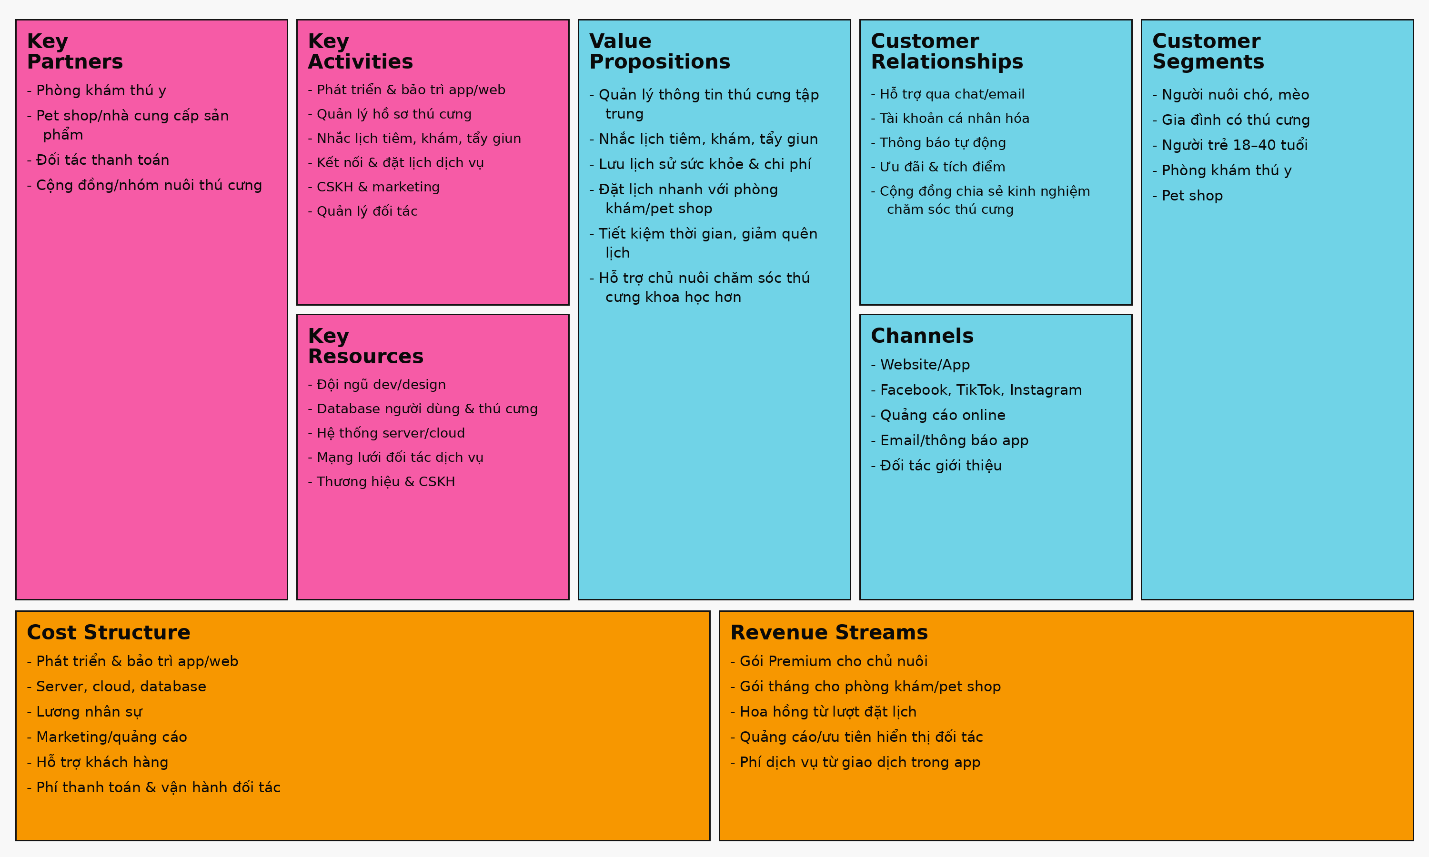 Key
Partners
- Phòng khám thú y
- Pet shop/nhà cung cấp sản
phẩm
- Đối tác thanh toán
- Cộng đồng/nhóm nuôi thú cưng
Key
Activities
- Phát triển & bảo trì app/web
- Quản lý hồ sơ thú cưng
- Nhắc lịch tiêm, khám, tẩy giun
- Kết nối & đặt lịch dịch vụ
- CSKH & marketing
- Quản lý đối tác
Key
Resources
- Đội ngũ dev/design
- Database người dùng & thú cưng
- Hệ thống server/cloud
- Mạng lưới đối tác dịch vụ
- Thương hiệu & CSKH
Value
Propositions
- Quản lý thông tin thú cưng tập
trung
- Nhắc lịch tiêm, khám, tẩy giun
- Lưu lịch sử sức khỏe & chi phí
- Đặt lịch nhanh với phòng
khám/pet shop
- Tiết kiệm thời gian, giảm quên
lịch
- Hỗ trợ chủ nuôi chăm sóc thú
cưng khoa học hơn
Customer
Relationships
- Hỗ trợ qua chat/email
- Tài khoản cá nhân hóa
- Thông báo tự động
- Ưu đãi & tích điểm
- Cộng đồng chia sẻ kinh nghiệm
chăm sóc thú cưng
Channels
- Website/App
- Facebook, TikTok, Instagram
- Quảng cáo online
- Email/thông báo app
- Đối tác giới thiệu
Customer
Segments
- Người nuôi chó, mèo
- Gia đình có thú cưng
- Người trẻ 18–40 tuổi
- Phòng khám thú y
- Pet shop
Cost Structure
- Phát triển & bảo trì app/web
- Server, cloud, database
- Lương nhân sự
- Marketing/quảng cáo
- Hỗ trợ khách hàng
- Phí thanh toán & vận hành đối tác
Revenue Streams
- Gói Premium cho chủ nuôi
- Gói tháng cho phòng khám/pet shop
- Hoa hồng từ lượt đặt lịch
- Quảng cáo/ưu tiên hiển thị đối tác
- Phí dịch vụ từ giao dịch trong app